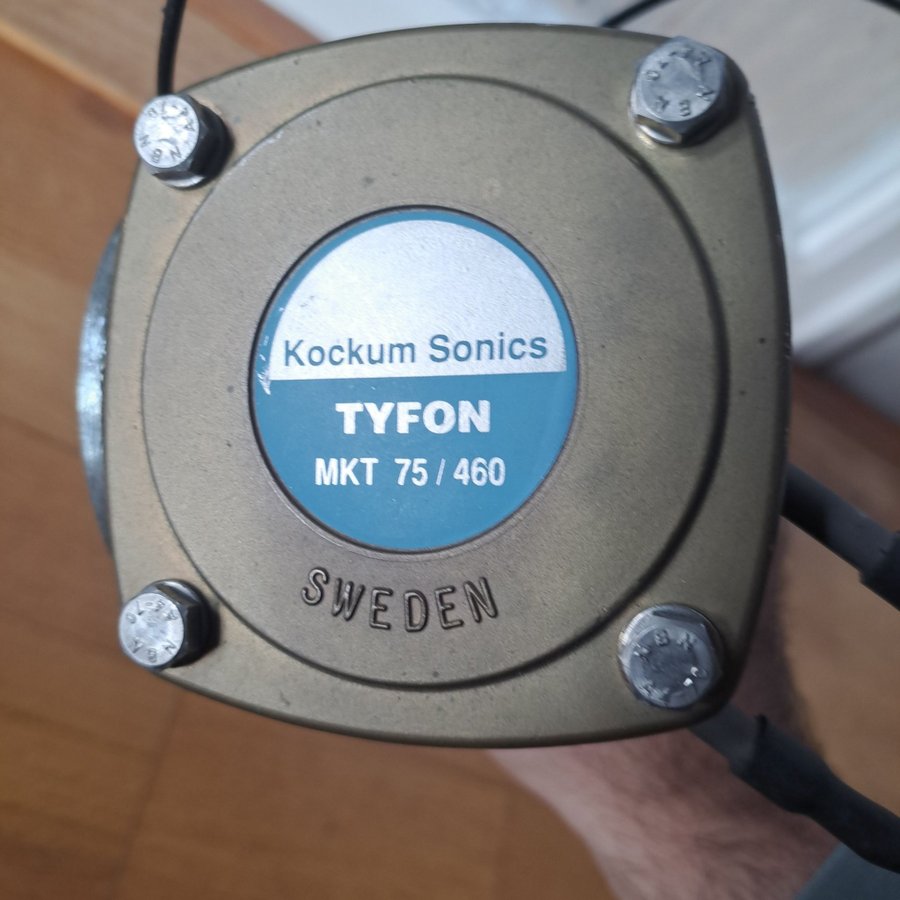 Kockum Sonics
TYFON
MKT 75 / 460
SWEDEN